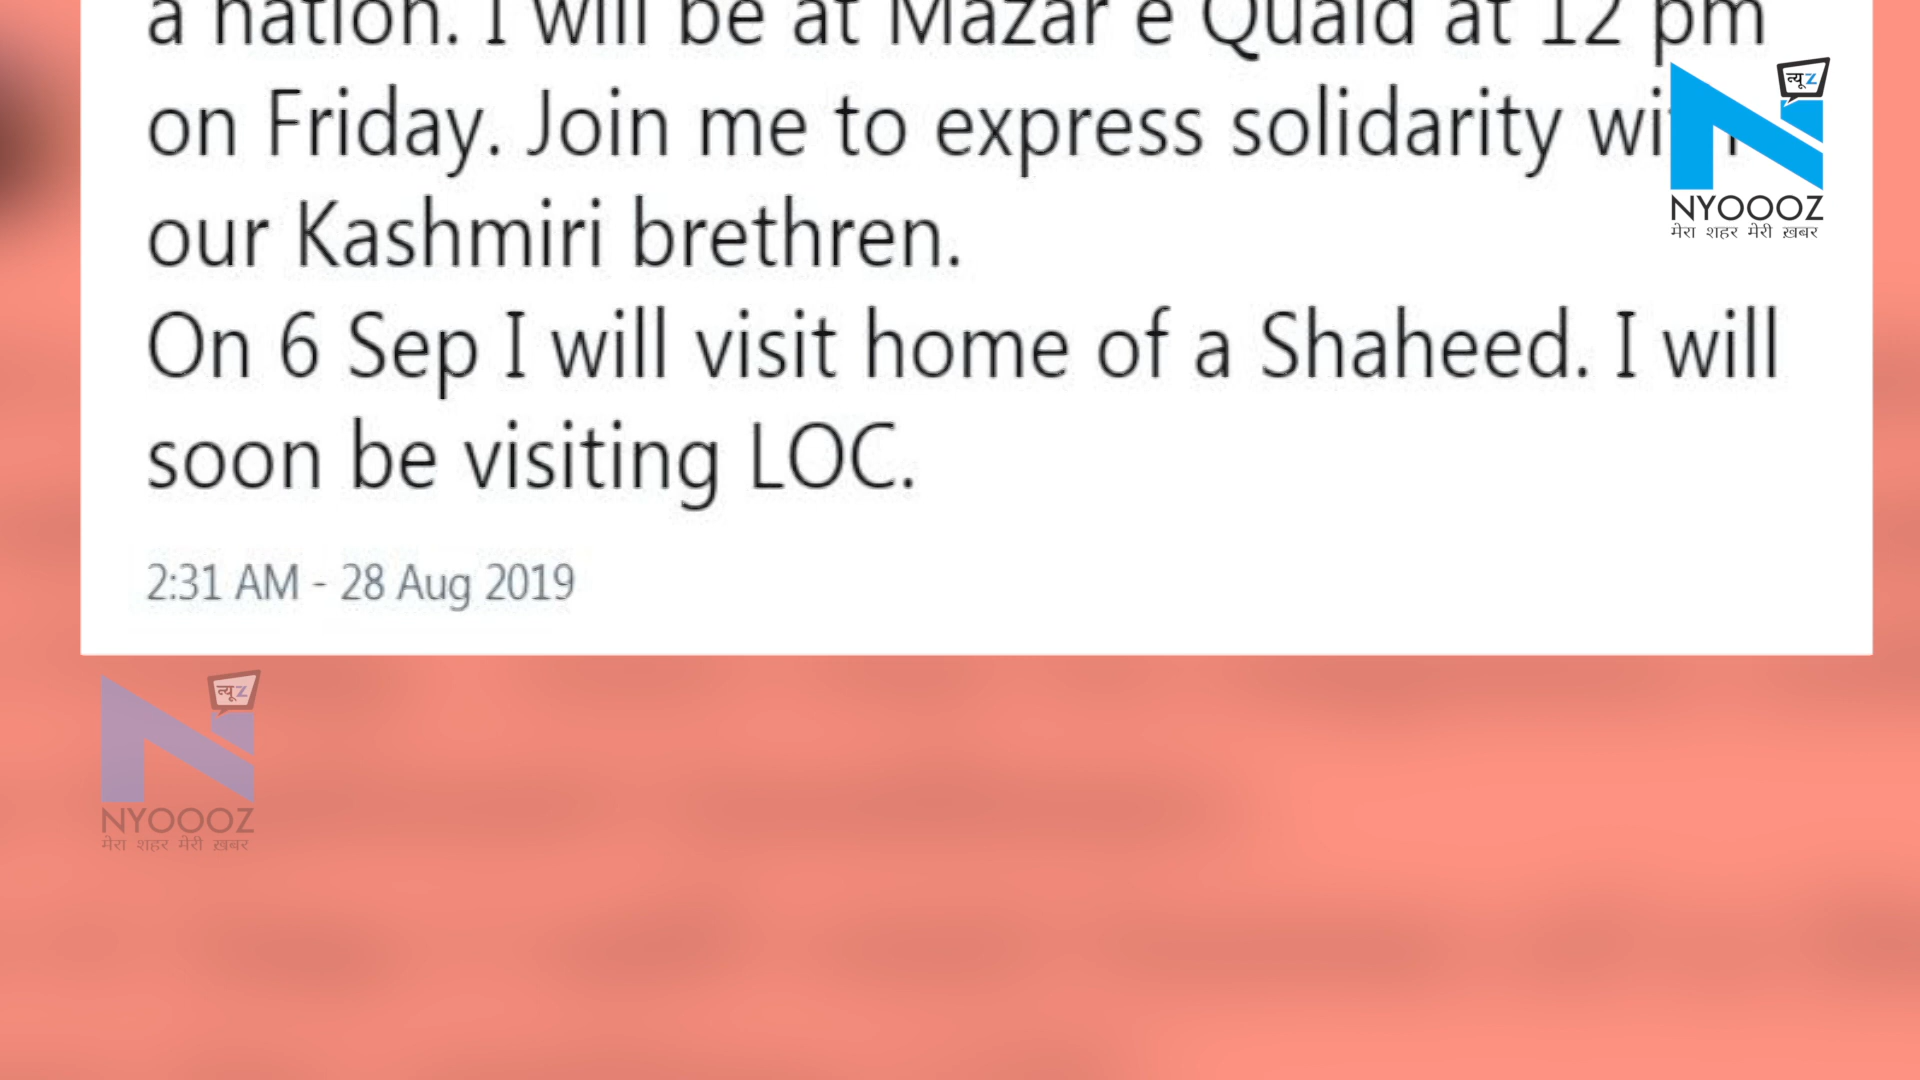 a nation. I will be at Mazar e Quaid at 12 pm
on Friday. Join me to express solidarity
our Kashmiri brethren.
On 6 Sep I will visit home of a Shaheed. I will
soon be visiting LOC.
2:31 AM - 28 Aug 2019
न्यूz
NYOOOZ
मेरा शहर मेरी ख़बर
न्यूz
NYOOOZ
मेरा शहर मेरी ख़बर